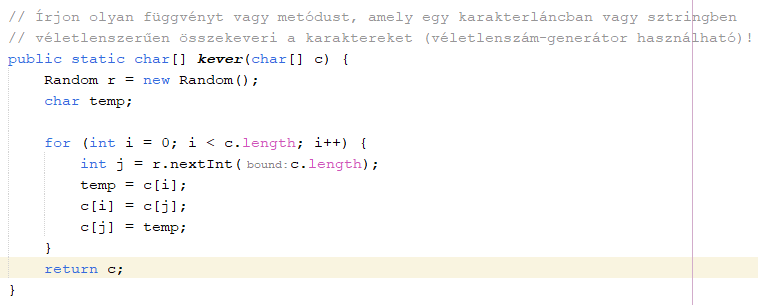 // Írjon olyan függvényt vagy metódust, amely egy karakterláncban vagy sztringben
// véletlenszerűen összekeveri a karaktereket (véletlenszám-generátor használható)!
public static char[] kever(char[] c) {
    Random r = new Random();
    char temp;

    for (int i = 0; i < c.length; i++) {
        int j = r.nextInt( bound: c.length);
        temp = c[i];
        c[i] = c[j];
        c[j] = temp;
    }
    return c;
}